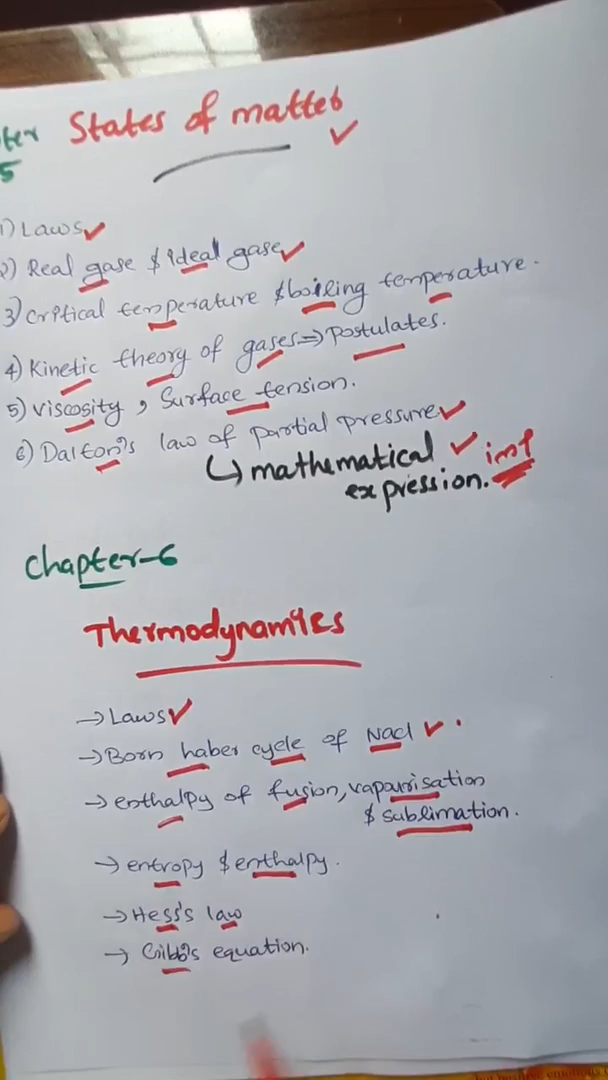 States of matter
5
1) Laws
2) Real gase & ideal gase
3) Critical temperature & boiling temperature.
4) Kinetic theory of gases => postulates.
5) Viscosity, Surface tension.
6) Dalton's law of partial pressure
↳ mathematical imp
expression.
Chapter-6
Thermodynamics
→ Laws
→ Born haber cycle of Nacl
→ enthalpy of fusion, vapourisation
& sublimation.
→ entropy & enthalpy.
→ Hess's law
→ Gibb's equation.